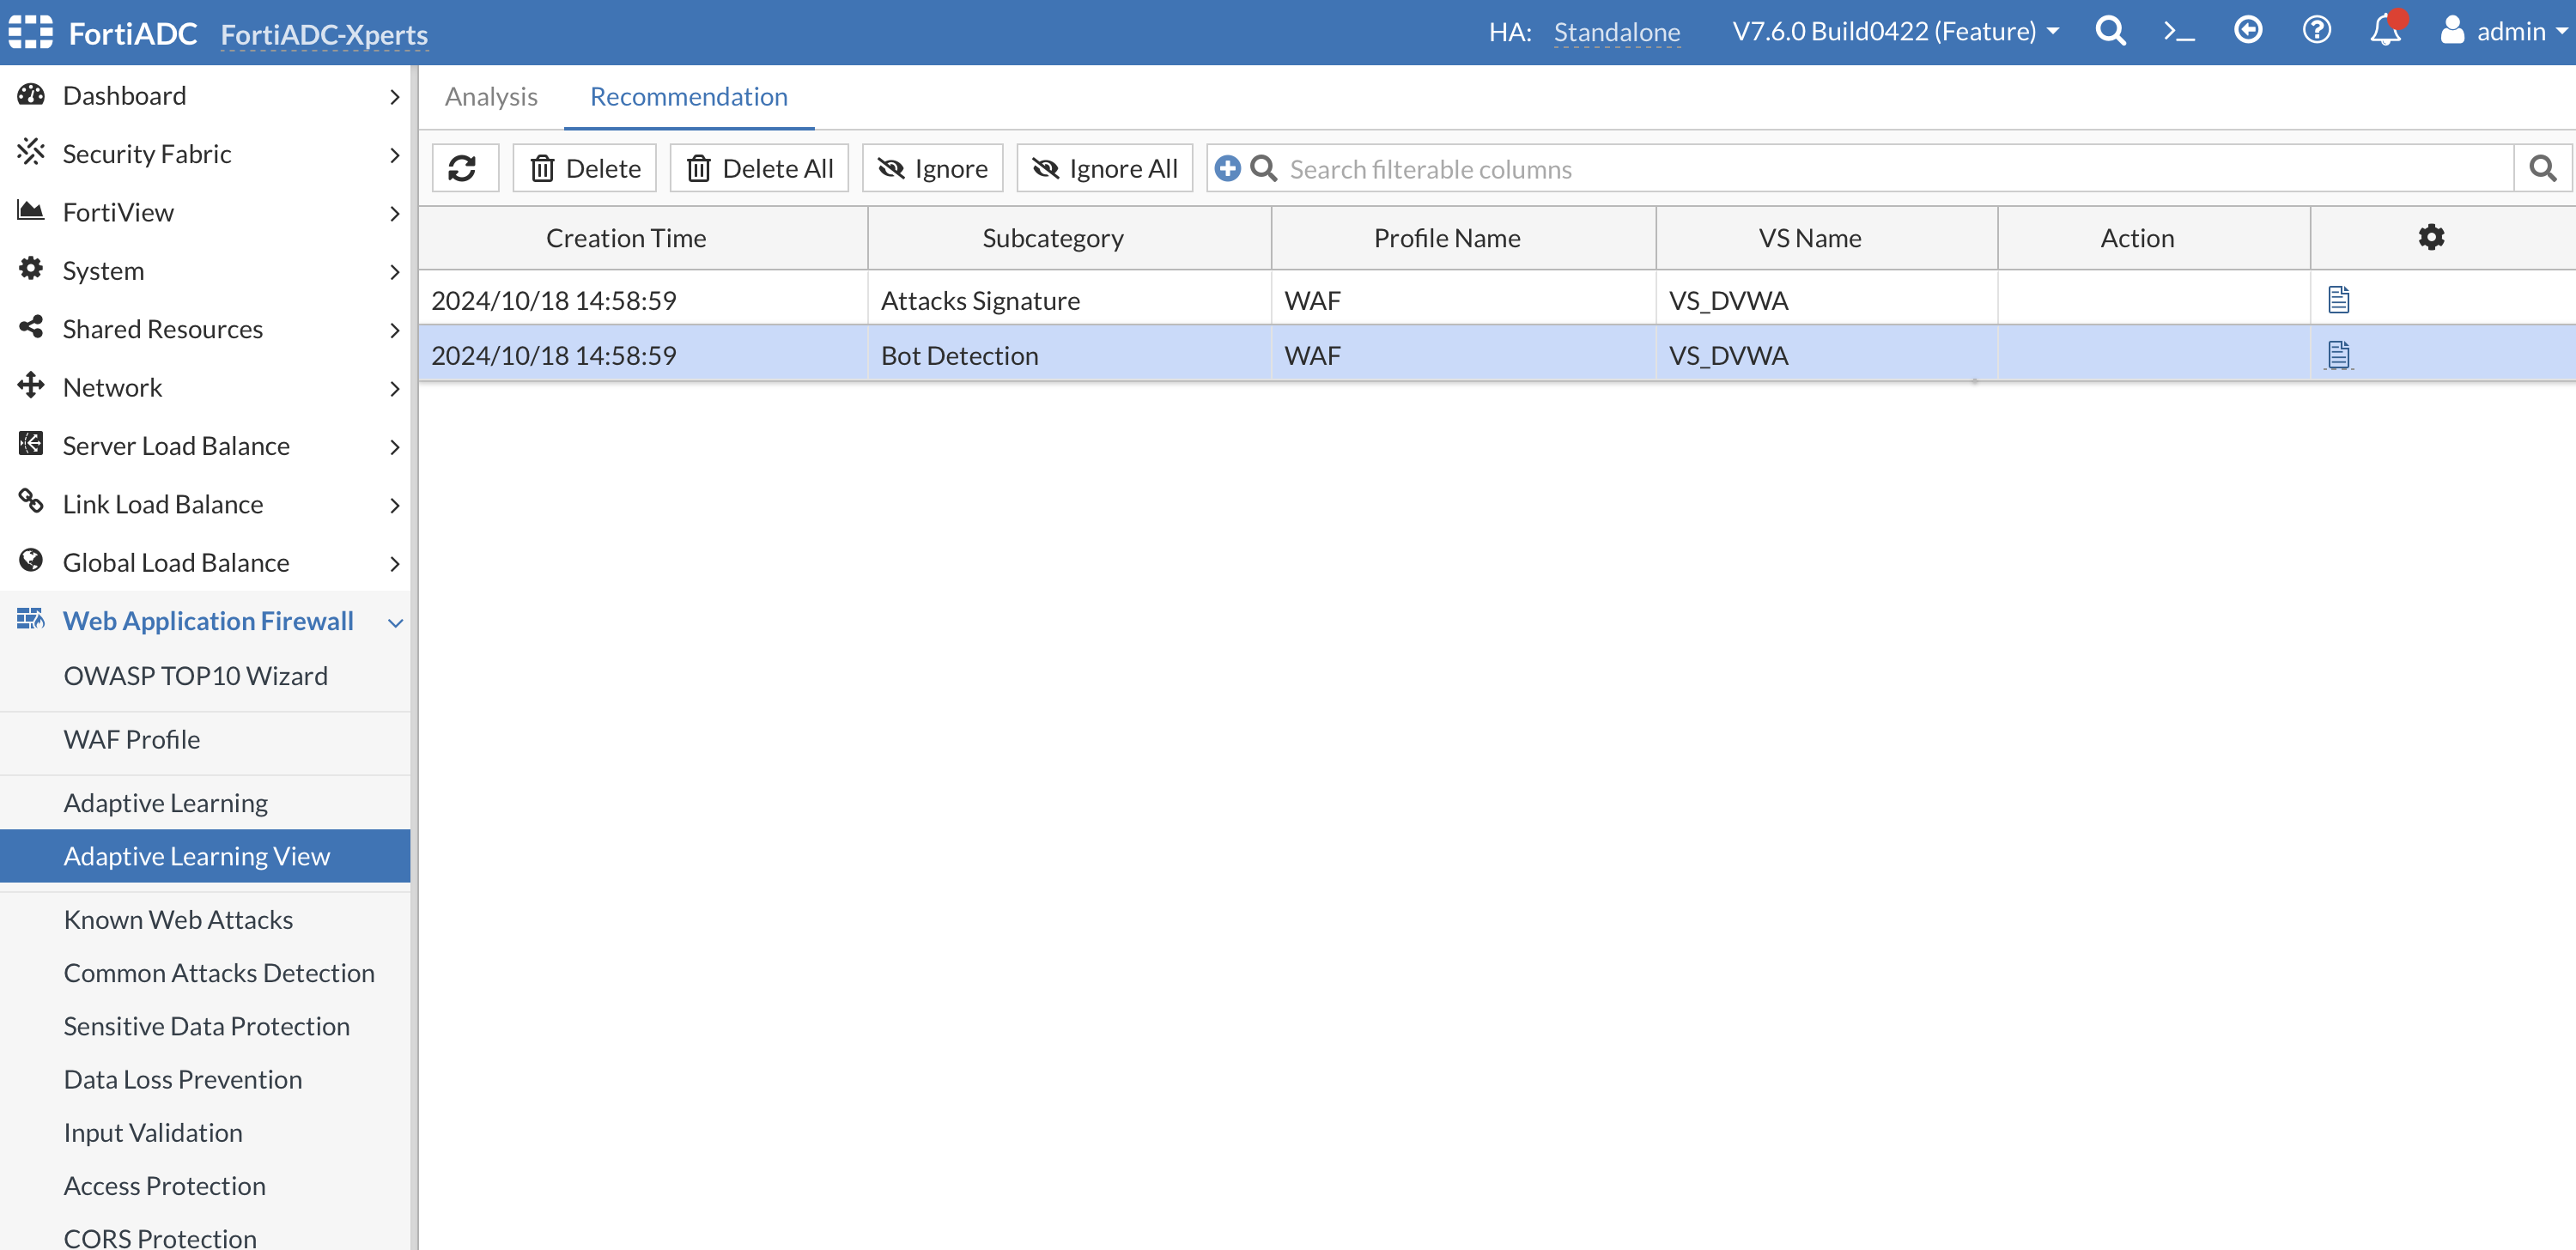 FortiADC FortiADC-Xperts HA: Standalone V7.6.0 Build0422 (Feature) admin
Dashboard
Security Fabric
FortiView
System
Shared Resources
Network
Server Load Balance
Link Load Balance
Global Load Balance
Web Application Firewall
OWASP TOP10 Wizard
WAF Profile
Adaptive Learning
Adaptive Learning View
Known Web Attacks
Common Attacks Detection
Sensitive Data Protection
Data Loss Prevention
Input Validation
Access Protection
CORS Protection
Analysis Recommendation
Delete Delete All Ignore Ignore All Search filterable columns
Creation Time Subcategory Profile Name VS Name Action
2024/10/18 14:58:59 Attacks Signature WAF VS_DVWA
2024/10/18 14:58:59 Bot Detection WAF VS_DVWA